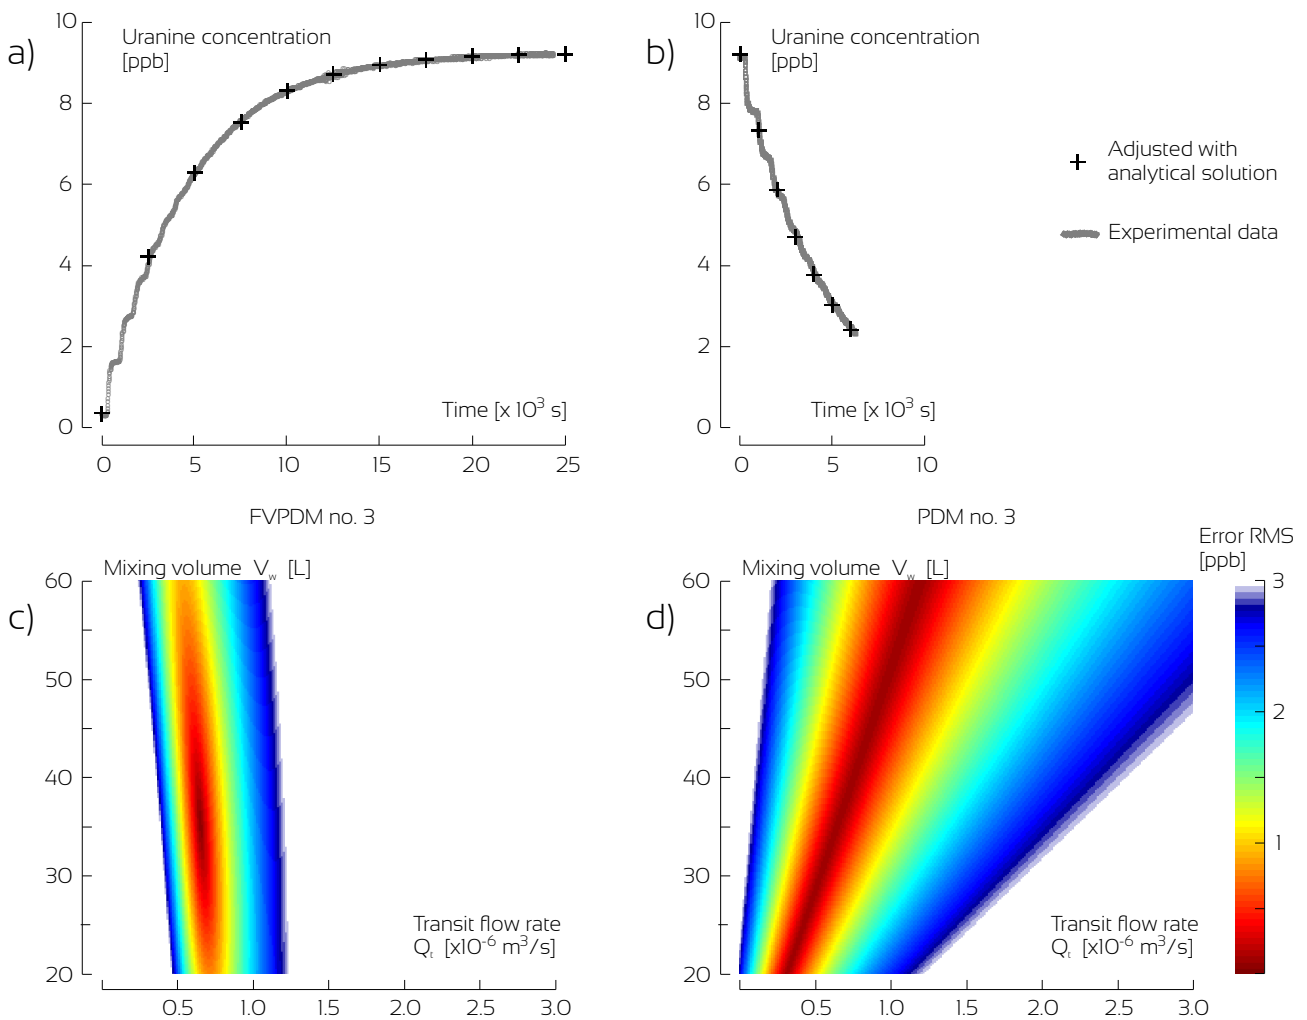 a)
Uranine concentration
[ppb]
10
8
6
4
2
0
Time [x 10³ s]
0 5 10 15 20 25
b)
Uranine concentration
[ppb]
10
8
6
4
2
0
Time [x 10³ s]
0 5 10
Adjusted with
analytical solution
Experimental data
FVPDM no. 3
PDM no. 3
c)
Mixing volume V_w [L]
60
50
40
30
20
Transit flow rate
Q_t [x10⁻⁶ m³/s]
0.5 1.0 1.5 2.0 2.5 3.0
d)
Mixing volume V_w [L]
60
50
40
30
20
Transit flow rate
Q_t [x10⁻⁶ m³/s]
0.5 1.0 1.5 2.0 2.5 3.0
Error RMS
[ppb]
3
2
1